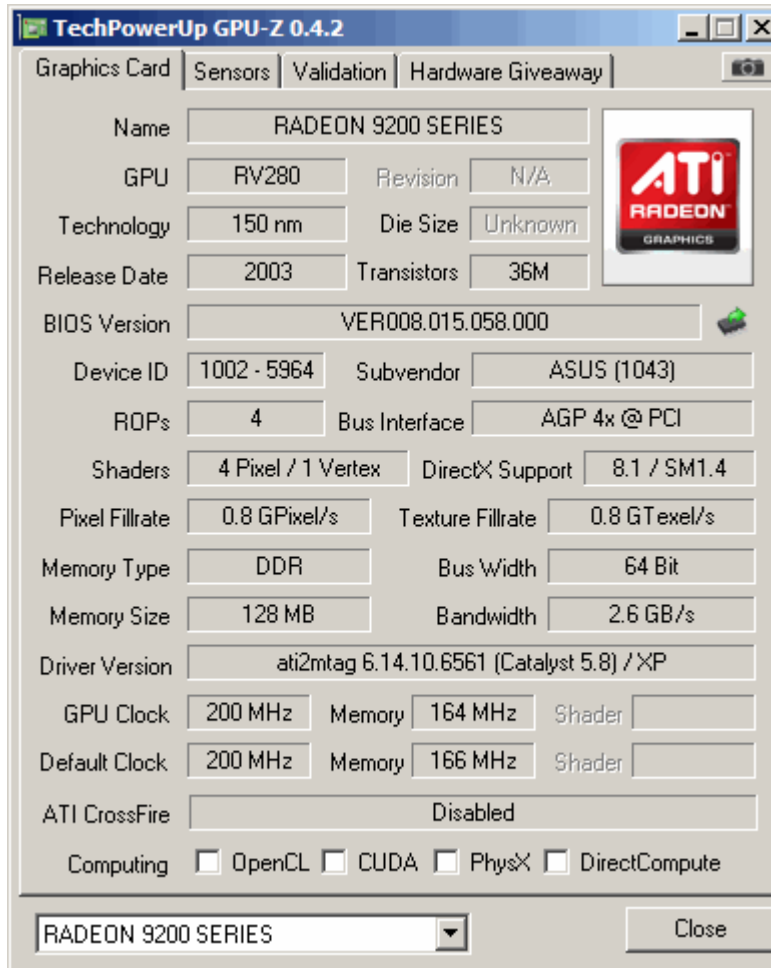 TechPowerUp GPU-Z 0.4.2
Graphics Card Sensors Validation Hardware Giveaway
Name RADEON 9200 SERIES
ATI
RADEON
GRAPHICS
GPU RV280 Revision N/A
Technology 150 nm Die Size Unknown
Release Date 2003 Transistors 36M
BIOS Version VER008.015.058.000
Device ID 1002 - 5964 Subvendor ASUS (1043)
ROPs 4 Bus Interface AGP 4x @ PCI
Shaders 4 Pixel / 1 Vertex DirectX Support 8.1 / SM1.4
Pixel Fillrate 0.8 GPixel/s Texture Fillrate 0.8 GTexel/s
Memory Type DDR Bus Width 64 Bit
Memory Size 128 MB Bandwidth 2.6 GB/s
Driver Version ati2mtag 6.14.10.6561 (Catalyst 5.8) / XP
GPU Clock 200 MHz Memory 164 MHz Shader
Default Clock 200 MHz Memory 166 MHz Shader
ATI CrossFire Disabled
Computing OpenCL CUDA PhysX DirectCompute
RADEON 9200 SERIES Close